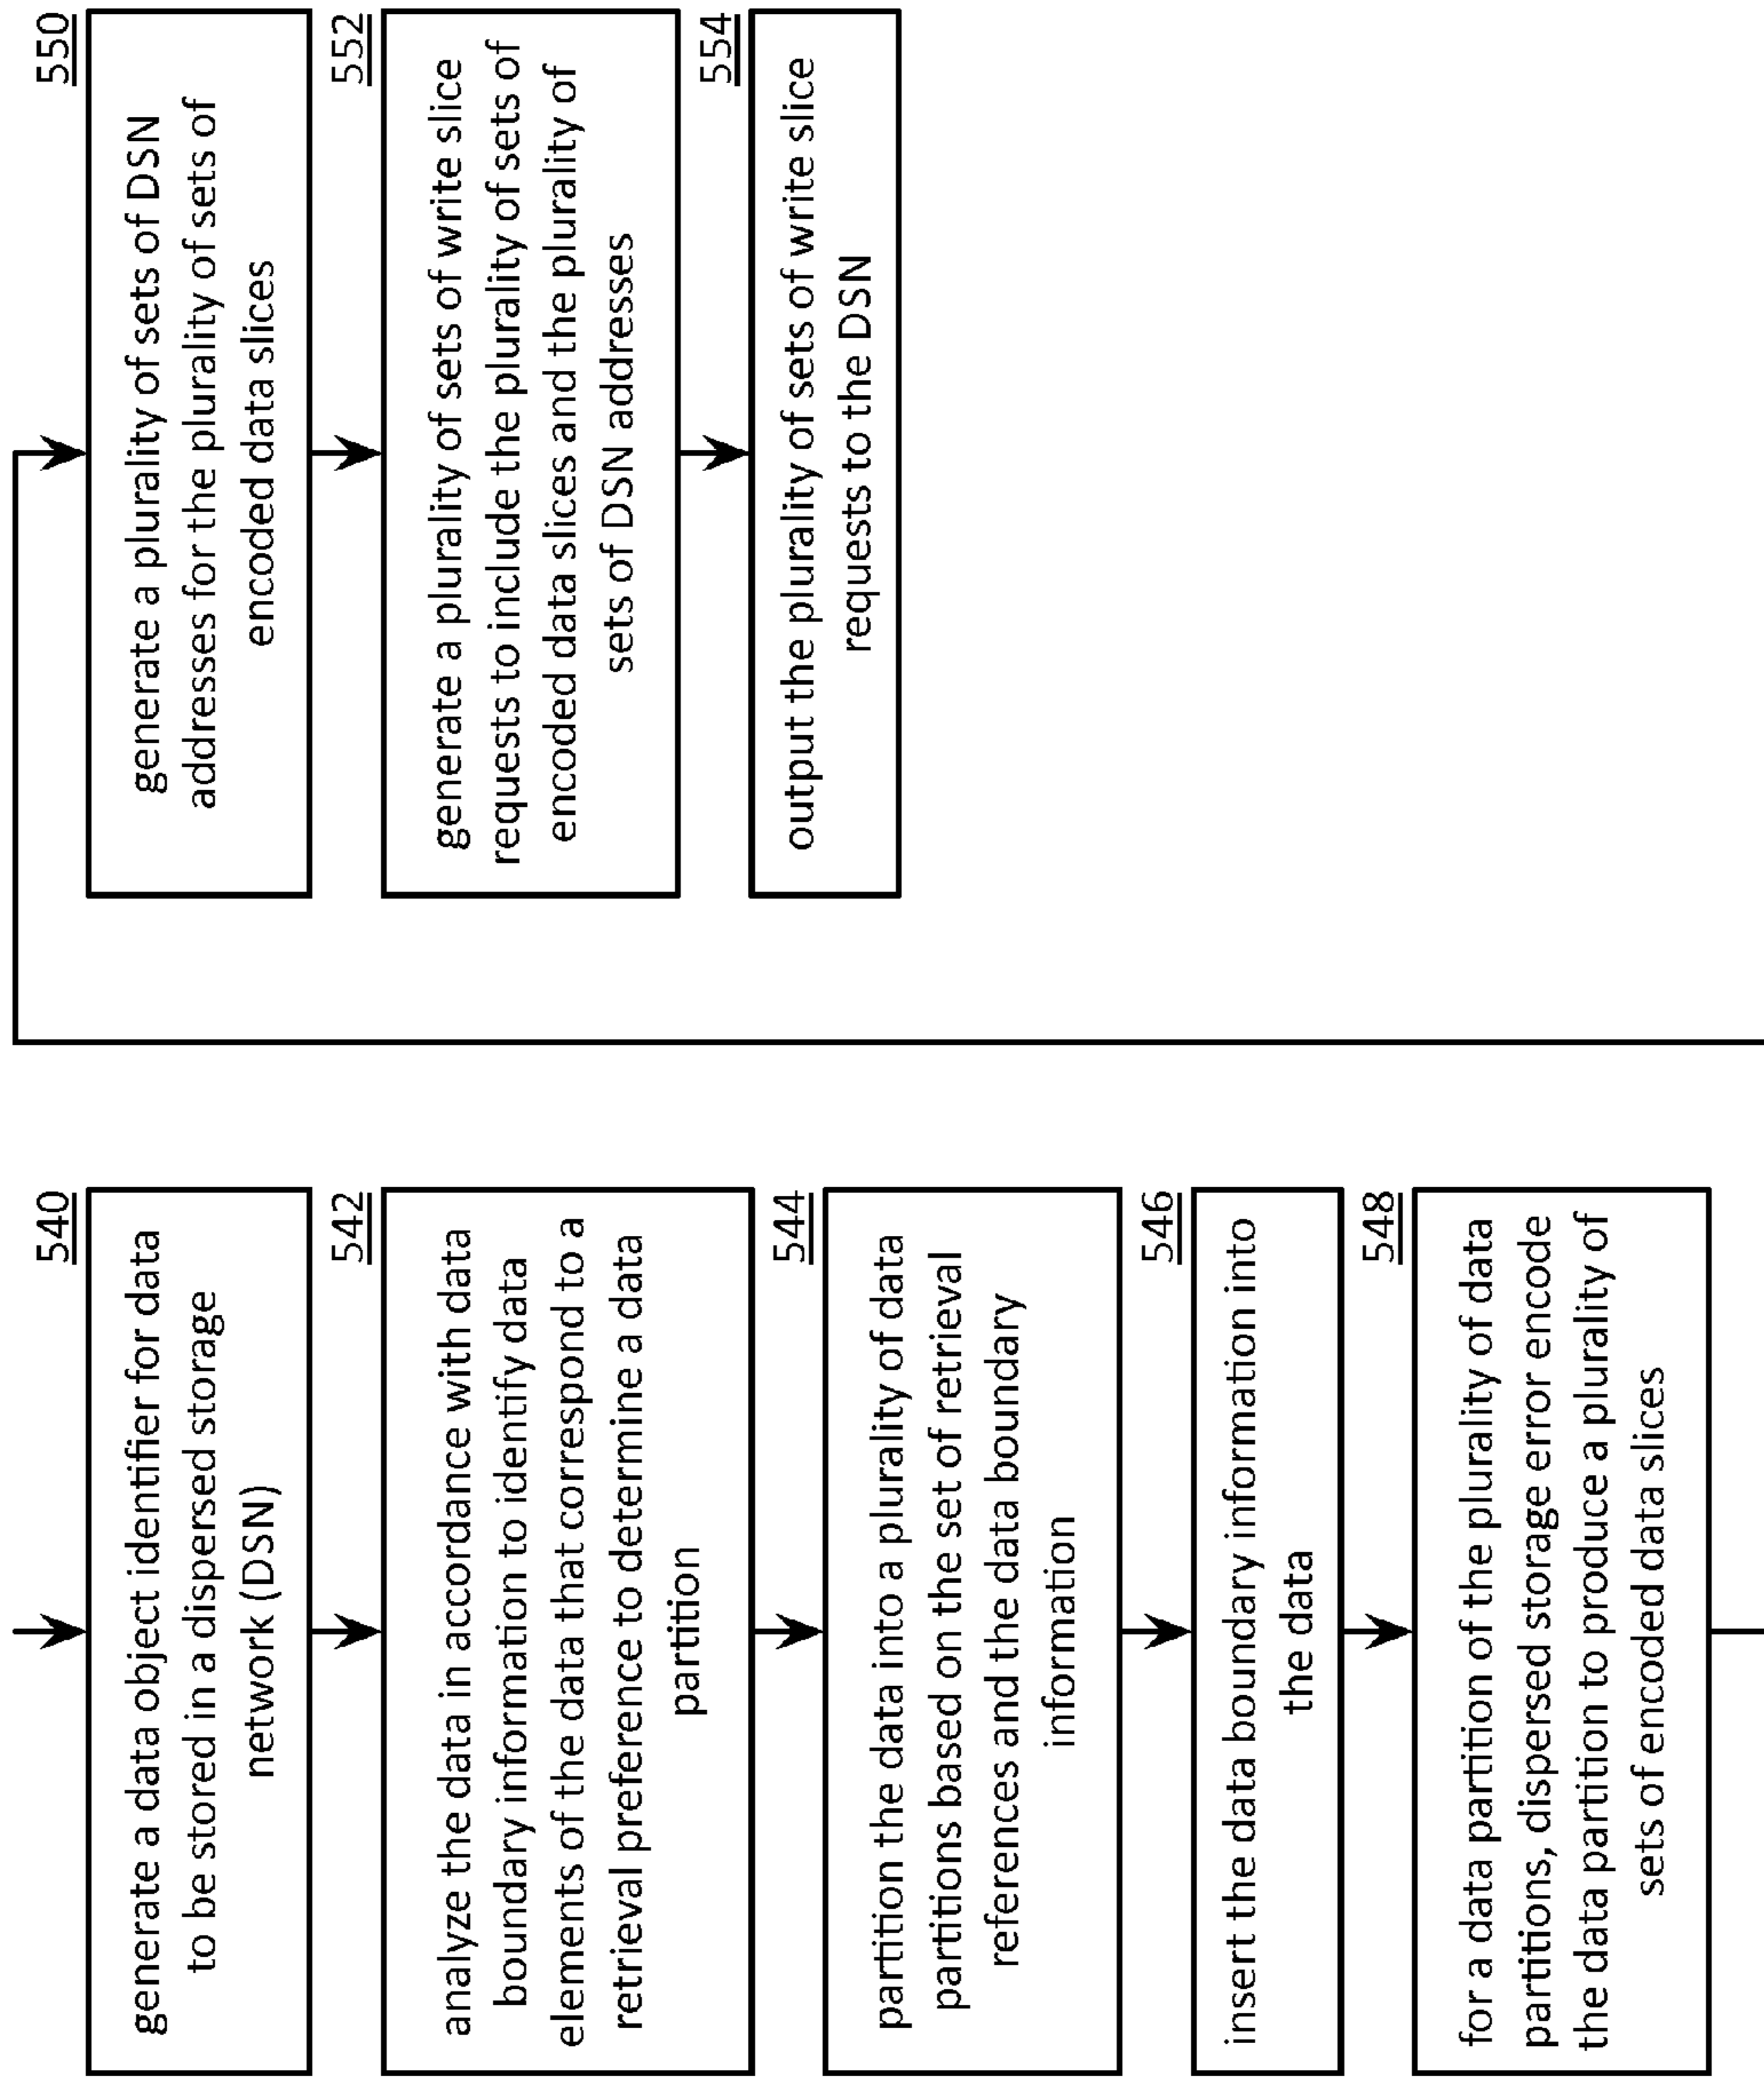 540
generate a data object identifier for data
to be stored in a dispersed storage
network (DSN)
542
analyze the data in accordance with data
boundary information to identify data
elements of the data that correspond to a
retrieval preference to determine a data
partition
544
partition the data into a plurality of data
partitions based on the set of retrieval
references and the data boundary
information
546
insert the data boundary information into
the data
548
for a data partition of the plurality of data
partitions, dispersed storage error encode
the data partition to produce a plurality of
sets of encoded data slices
550
generate a plurality of sets of DSN
addresses for the plurality of sets of
encoded data slices
552
generate a plurality of sets of write slice
requests to include the plurality of sets of
encoded data slices and the plurality of
sets of DSN addresses
554
output the plurality of sets of write slice
requests to the DSN